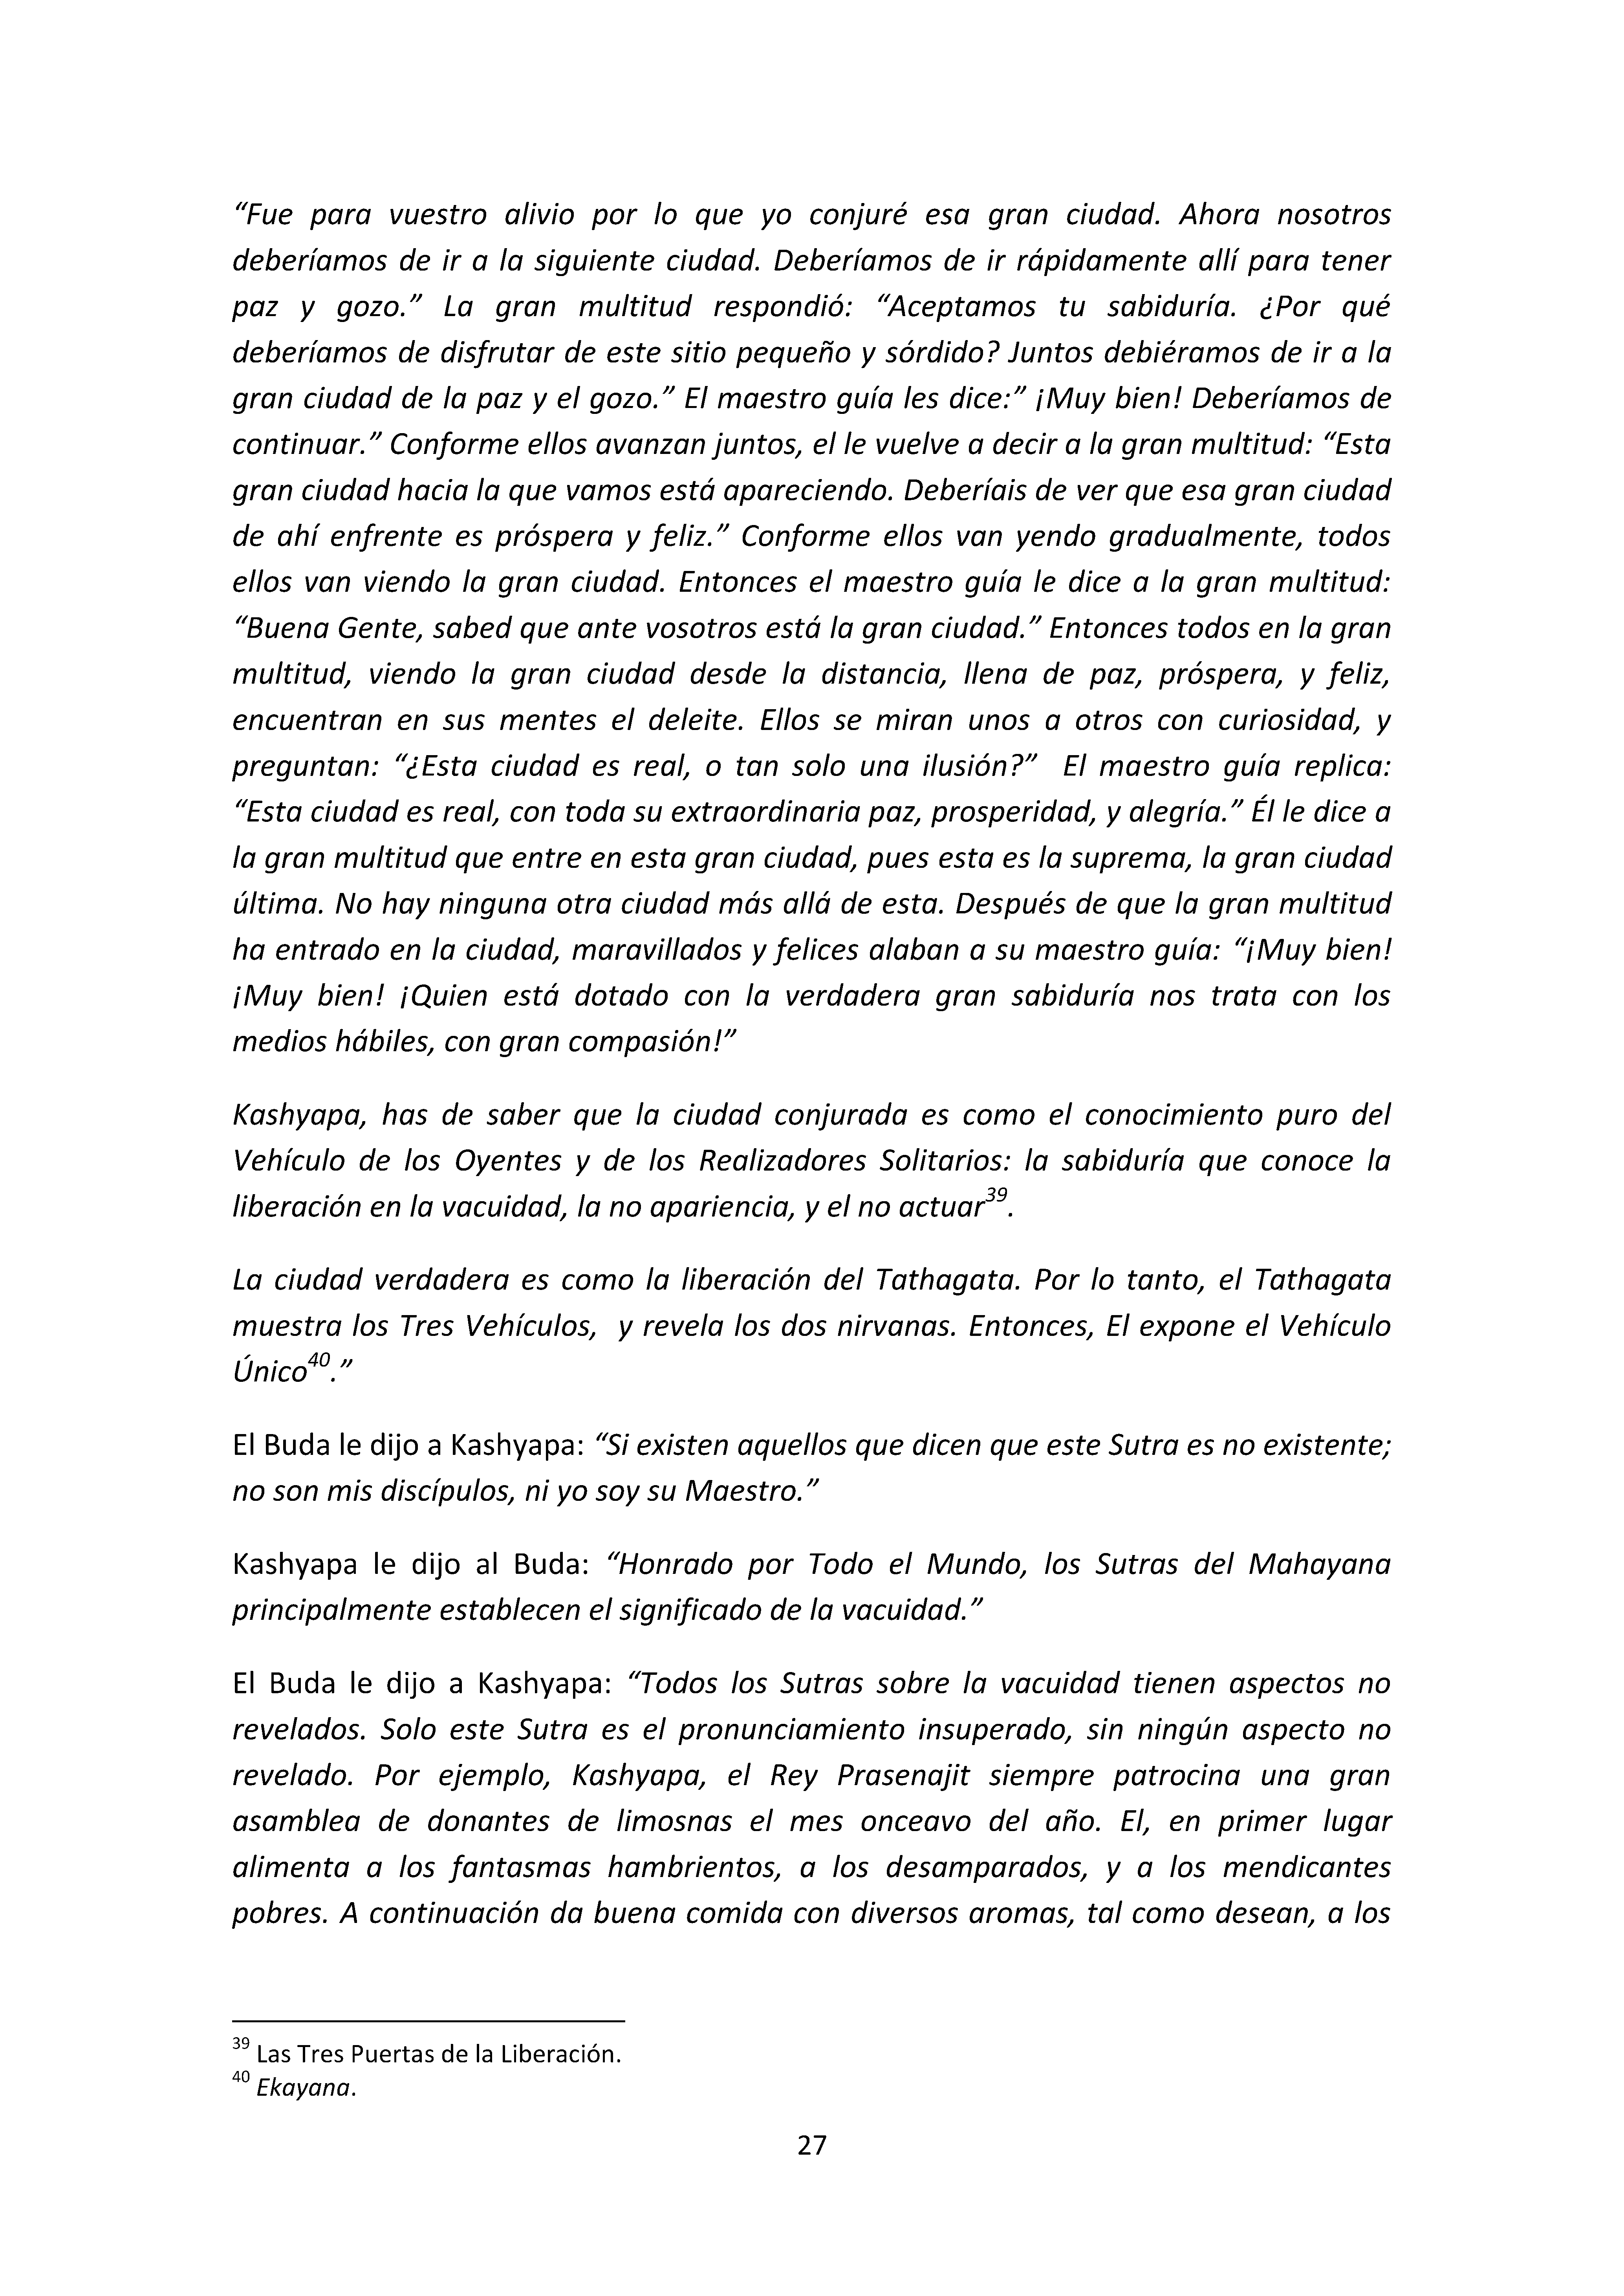 “Fue para vuestro alivio por lo que yo conjuré esa gran ciudad. Ahora nosotros
deberíamos de ir a la siguiente ciudad. Deberíamos de ir rápidamente allí para tener
paz y gozo.” La gran multitud respondió: “Aceptamos tu sabiduría. ¿Por qué
deberíamos de disfrutar de este sitio pequeño y sórdido? Juntos debiéramos de ir a la
gran ciudad de la paz y el gozo.” El maestro guía les dice:” ¡Muy bien! Deberíamos de
continuar.” Conforme ellos avanzan juntos, el le vuelve a decir a la gran multitud: “Esta
gran ciudad hacia la que vamos está apareciendo. Deberíais de ver que esa gran ciudad
de ahí enfrente es próspera y feliz.” Conforme ellos van yendo gradualmente, todos
ellos van viendo la gran ciudad. Entonces el maestro guía le dice a la gran multitud:
“Buena Gente, sabed que ante vosotros está la gran ciudad.” Entonces todos en la gran
multitud, viendo la gran ciudad desde la distancia, llena de paz, próspera, y feliz,
encuentran en sus mentes el deleite. Ellos se miran unos a otros con curiosidad, y
preguntan: “¿Esta ciudad es real, o tan solo una ilusión?”  El maestro guía replica:
“Esta ciudad es real, con toda su extraordinaria paz, prosperidad, y alegría.” Él le dice a
la gran multitud que entre en esta gran ciudad, pues esta es la suprema, la gran ciudad
última. No hay ninguna otra ciudad más allá de esta. Después de que la gran multitud
ha entrado en la ciudad, maravillados y felices alaban a su maestro guía: “¡Muy bien!
¡Muy bien! ¡Quien está dotado con la verdadera gran sabiduría nos trata con los
medios hábiles, con gran compasión!”
Kashyapa, has de saber que la ciudad conjurada es como el conocimiento puro del
Vehículo de los Oyentes y de los Realizadores Solitarios: la sabiduría que conoce la
liberación en la vacuidad, la no apariencia, y el no actuar39.
La ciudad verdadera es como la liberación del Tathagata. Por lo tanto, el Tathagata
muestra los Tres Vehículos,  y revela los dos nirvanas. Entonces, El expone el Vehículo
Único40.”
El Buda le dijo a Kashyapa: “Si existen aquellos que dicen que este Sutra es no existente;
no son mis discípulos, ni yo soy su Maestro.”
Kashyapa le dijo al Buda: “Honrado por Todo el Mundo, los Sutras del Mahayana
principalmente establecen el significado de la vacuidad.”
El Buda le dijo a Kashyapa: “Todos los Sutras sobre la vacuidad tienen aspectos no
revelados. Solo este Sutra es el pronunciamiento insuperado, sin ningún aspecto no
revelado. Por ejemplo, Kashyapa, el Rey Prasenajit siempre patrocina una gran
asamblea de donantes de limosnas el mes onceavo del año. El, en primer lugar
alimenta a los fantasmas hambrientos, a los desamparados, y a los mendicantes
pobres. A continuación da buena comida con diversos aromas, tal como desean, a los
39 Las Tres Puertas de la Liberación.
40 Ekayana.
27